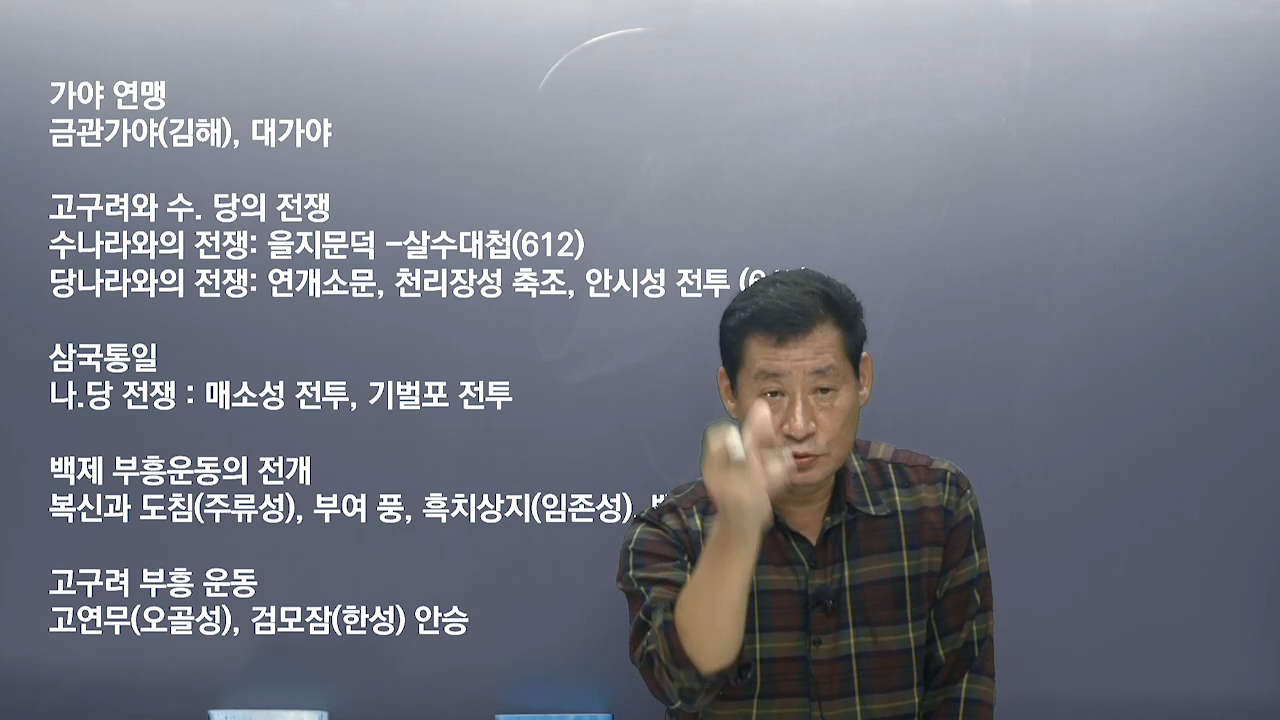 가야 연맹
금관가야(김해), 대가야
고구려와 수. 당의 전쟁
수나라와의 전쟁: 을지문덕 -살수대첩(612)
당나라와의 전쟁: 연개소문, 천리장성 축조, 안시성 전투
삼국통일
나.당 전쟁 : 매소성 전투, 기벌포 전투
백제 부흥운동의 전개
복신과 도침(주류성), 부여 풍, 흑치상지(임존성),
고구려 부흥 운동
고연무(오골성), 검모잠(한성) 안승